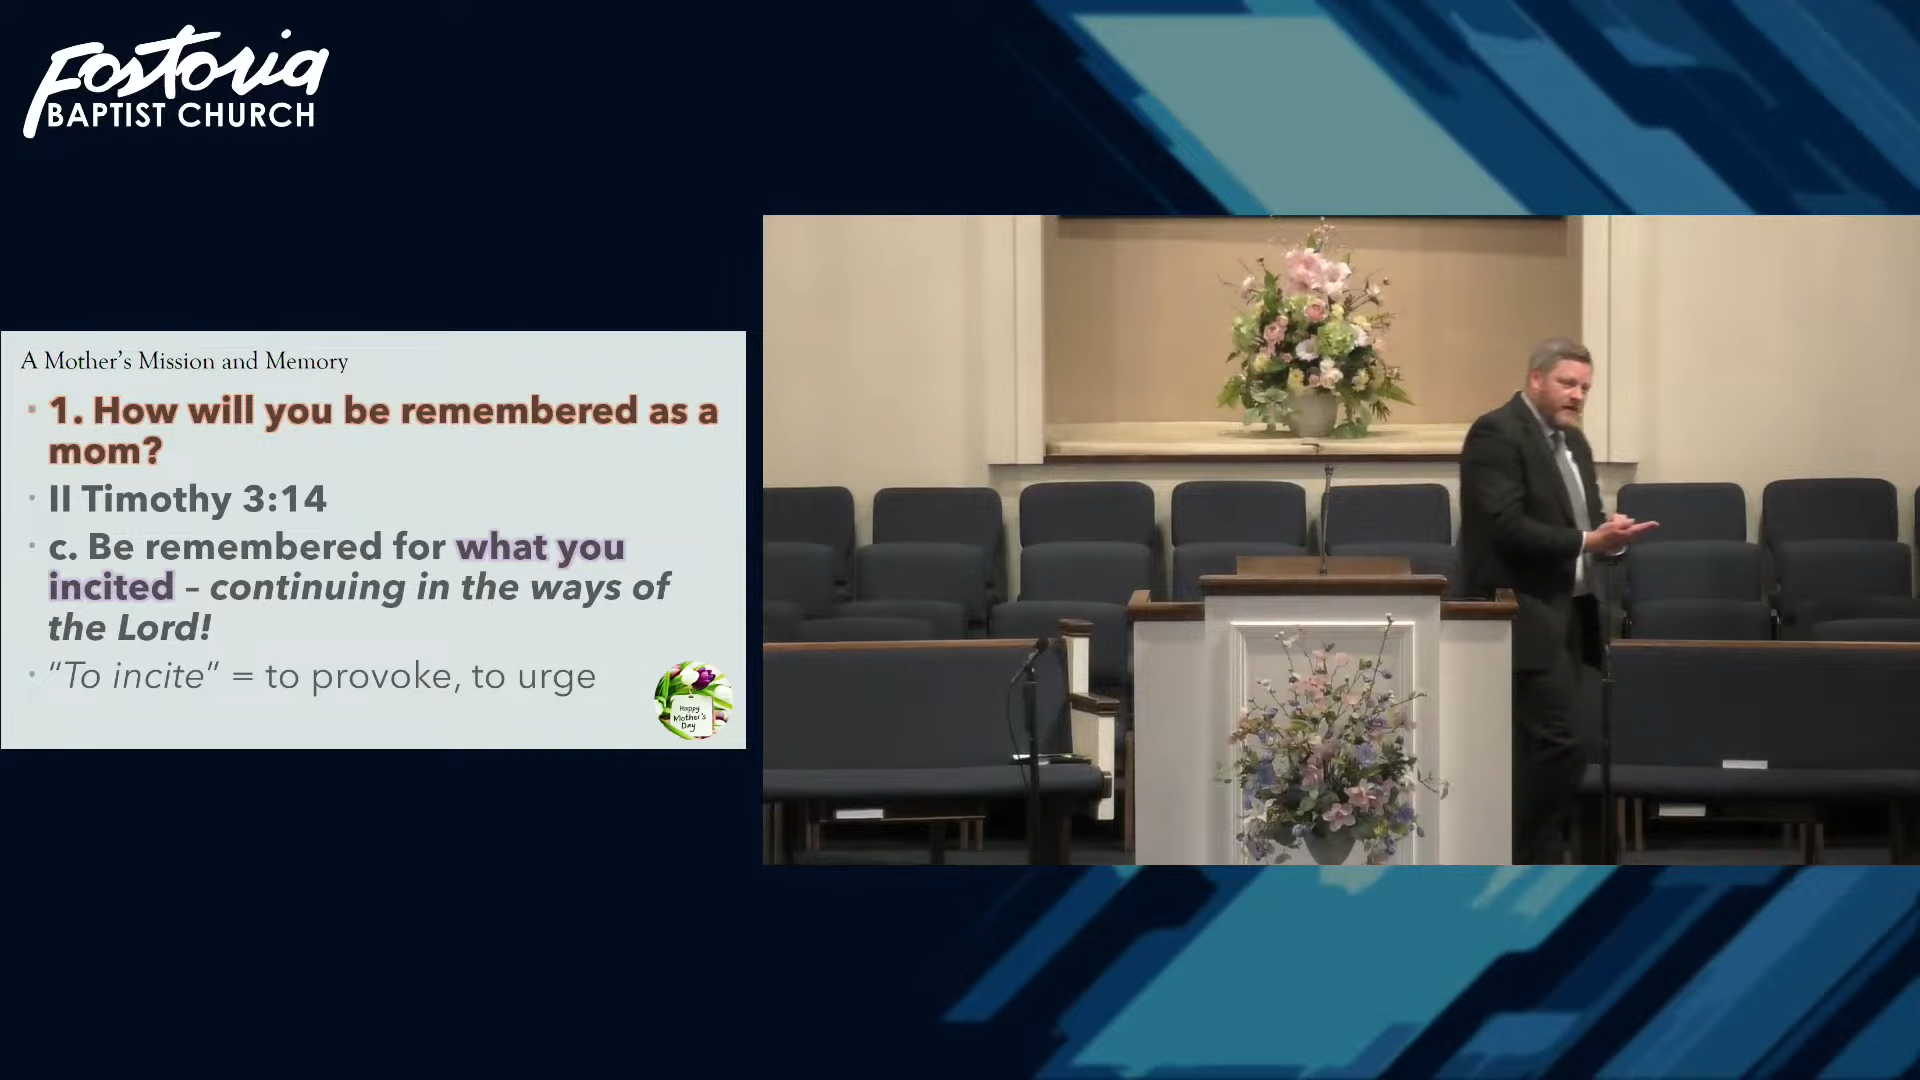 Fostoria
BAPTIST CHURCH
A Mother's Mission and Memory
1. How will you be remembered as a
mom?
II Timothy 3:14
c. Be remembered for what you
incited – continuing in the ways of
the Lord!
“To incite” = to provoke, to urge
Happy
Mother's
Day